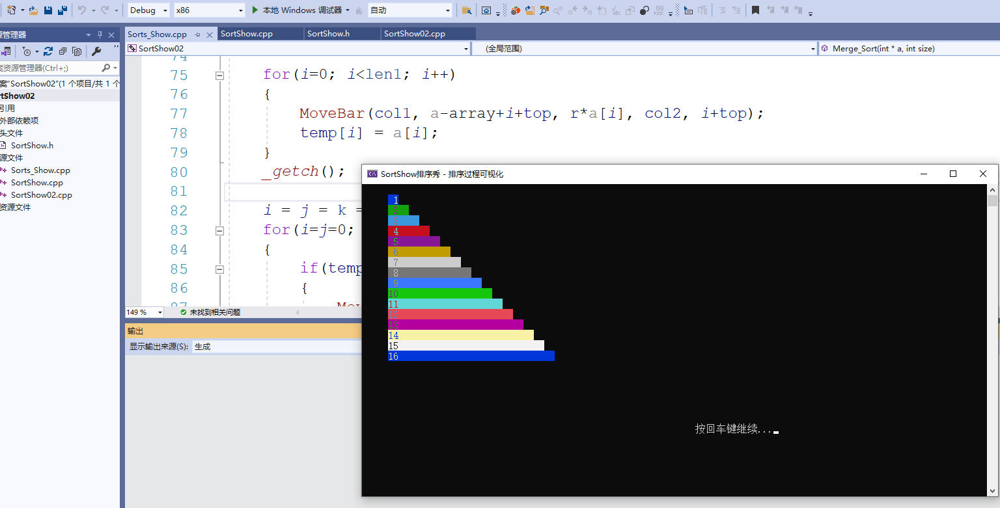 Debug x86 本地 Windows 调试器 自动
源管理器
Sorts_Show.cpp SortShow.cpp SortShow.h SortShow02.cpp
SortShow02 (全局范围) Merge_Sort(int * a, int size)
案资源管理器(Ctrl+;)
案"SortShow02"(1 个项目/共 1 个
rtShow02
引用
外部依赖项
头文件
SortShow.h
源文件
Sorts_Show.cpp
SortShow.cpp
SortShow02.cpp
资源文件
74
75 for(i=0; i<len1; i++)
76 {
77 MoveBar(col1, a-array+i+top, r*a[i], col2, i+top);
78 temp[i] = a[i];
79 }
80 _getch();
81
82 i = j = k =
83 for(i=j=0;
84 {
85 if(temp
86 {
87 Mov
149 % 未找到相关问题
输出
显示输出来源(S): 生成
SortShow排序秀 - 排序过程可视化
1
2
3
4
5
6
7
8
9
10
11
12
13
14
15
16
按回车键继续...